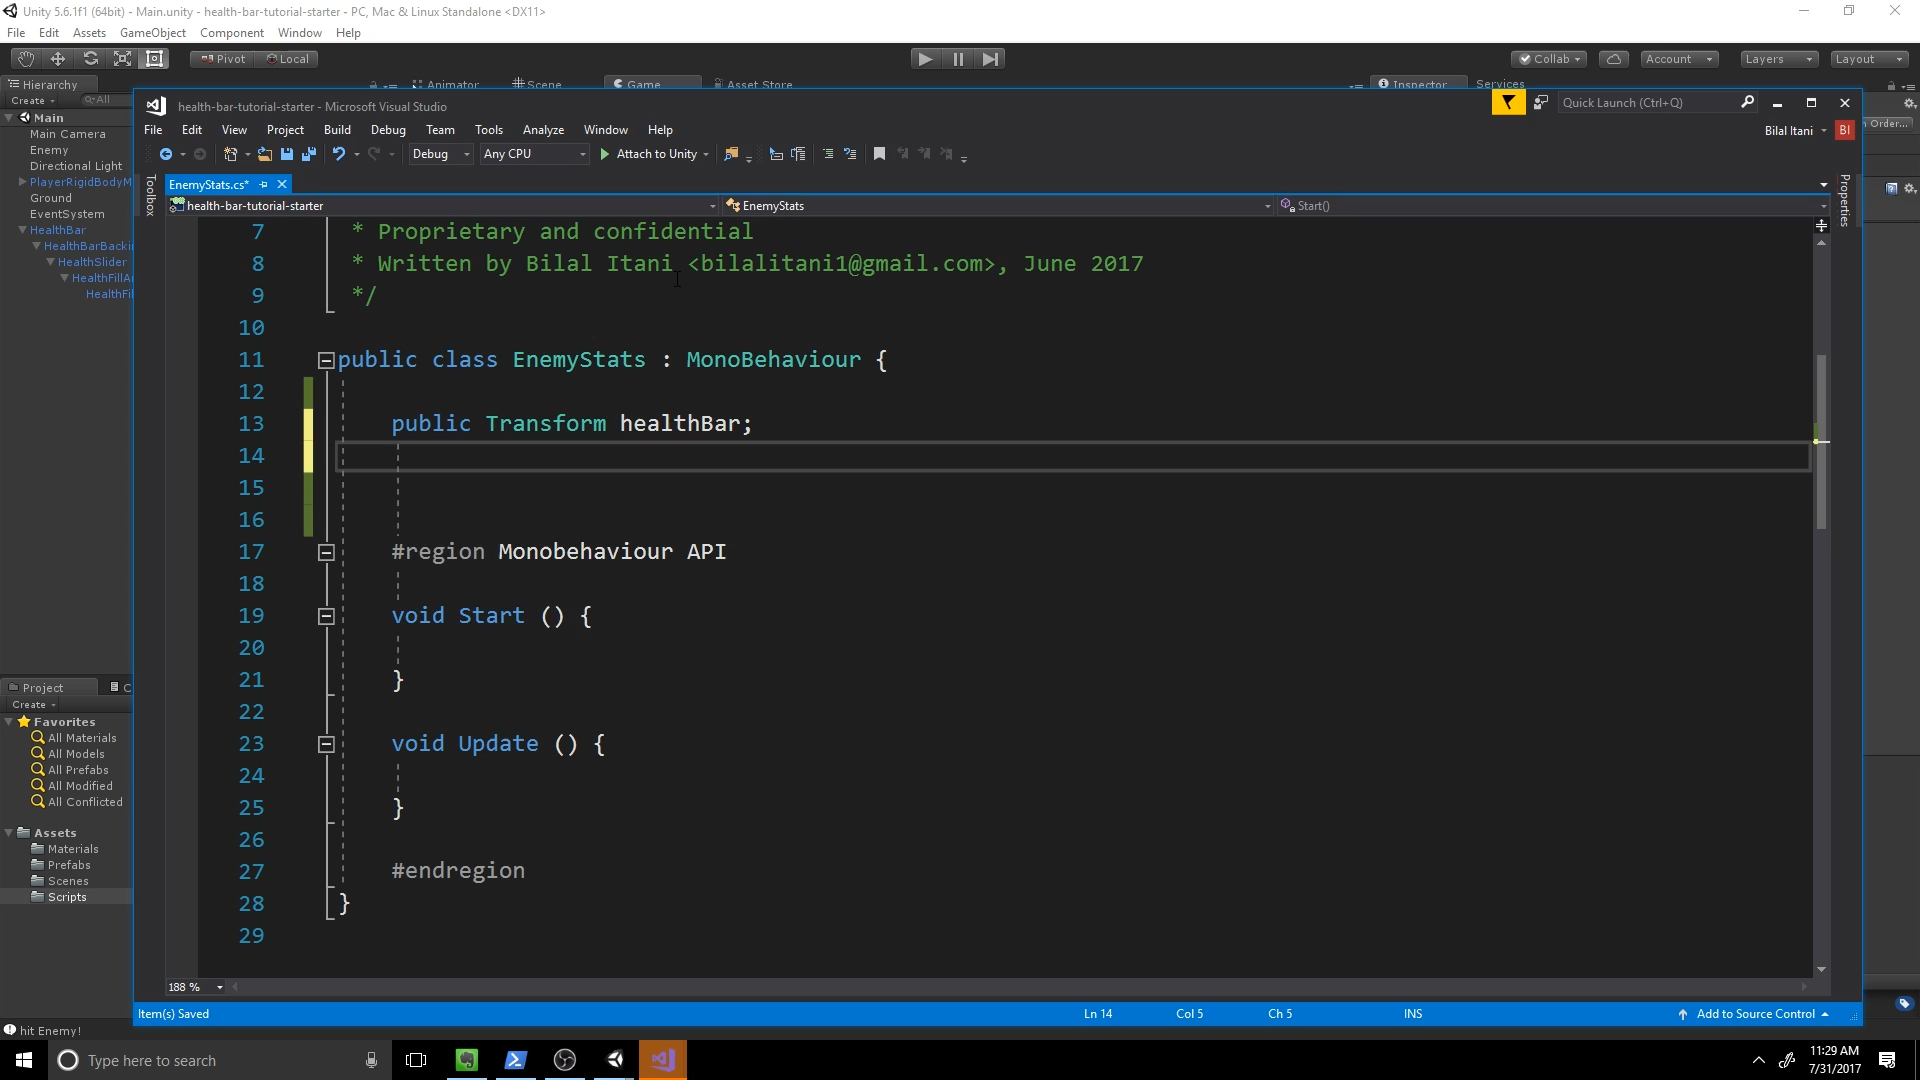 Unity 5.6.1f1 (64bit) - Main.unity - health-bar-tutorial-starter - PC, Mac & Linux Standalone <DX11>
File Edit Assets GameObject Component Window Help
Pivot Local Collab Account Layers Layout
Hierarchy Animator Scene Game Asset Store Inspector Services
Create All
Main
Main Camera
Enemy
Directional Light
PlayerRigidBodyM
Ground
EventSystem
HealthBar
HealthBarBacki
HealthSlider
HealthFillA
HealthFil
Order...
health-bar-tutorial-starter - Microsoft Visual Studio
Quick Launch (Ctrl+Q)
File Edit View Project Build Debug Team Tools Analyze Window Help
Bilal Itani BI
Debug Any CPU Attach to Unity
Toolbox
EnemyStats.cs*
Properties
health-bar-tutorial-starter EnemyStats Start()
7 * Proprietary and confidential
8 * Written by Bilal Itani <bilalitani1@gmail.com>, June 2017
9 */
10
11 public class EnemyStats : MonoBehaviour {
12
13 public Transform healthBar;
14
15
16
17 #region Monobehaviour API
18
19 void Start () {
20
21 }
22
23 void Update () {
24
25 }
26
27 #endregion
28 }
29
188 %
Item(s) Saved Ln 14 Col 5 Ch 5 INS Add to Source Control
Project C
Create
Favorites
All Materials
All Models
All Prefabs
All Modified
All Conflicted
Assets
Materials
Prefabs
Scenes
Scripts
hit Enemy!
Type here to search
11:29 AM
7/31/2017